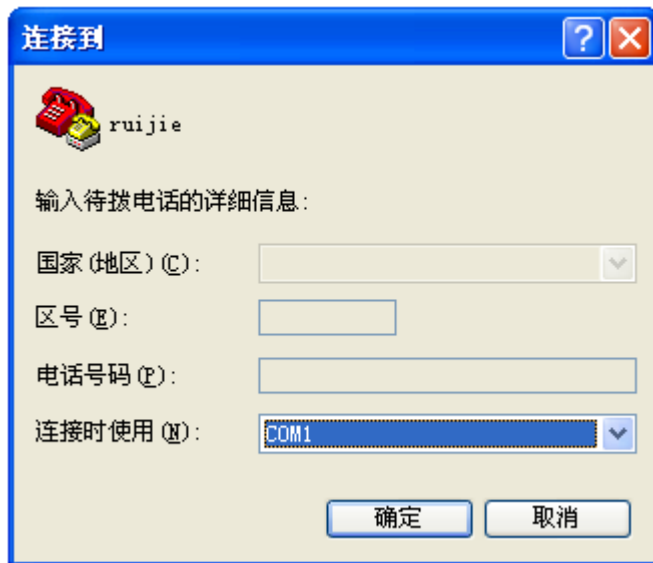 连接到
ruijie
输入待拨电话的详细信息:
国家(地区)(C):
区号(E):
电话号码(P):
连接时使用(N): COM1
确定 取消